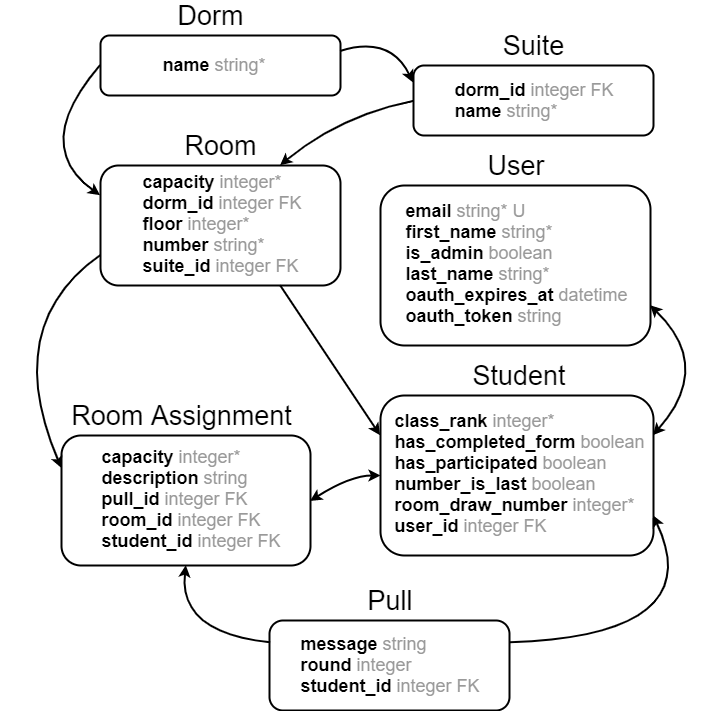 Dorm
name string*
Suite
dorm_id integer FK
name string*
Room
capacity integer*
dorm_id integer FK
floor integer*
number string*
suite_id integer FK
User
email string* U
first_name string*
is_admin boolean
last_name string*
oauth_expires_at datetime
oauth_token string
Student
class_rank integer*
has_completed_form boolean
has_participated boolean
number_is_last boolean
room_draw_number integer*
user_id integer FK
Room Assignment
capacity integer*
description string
pull_id integer FK
room_id integer FK
student_id integer FK
Pull
message string
round integer
student_id integer FK